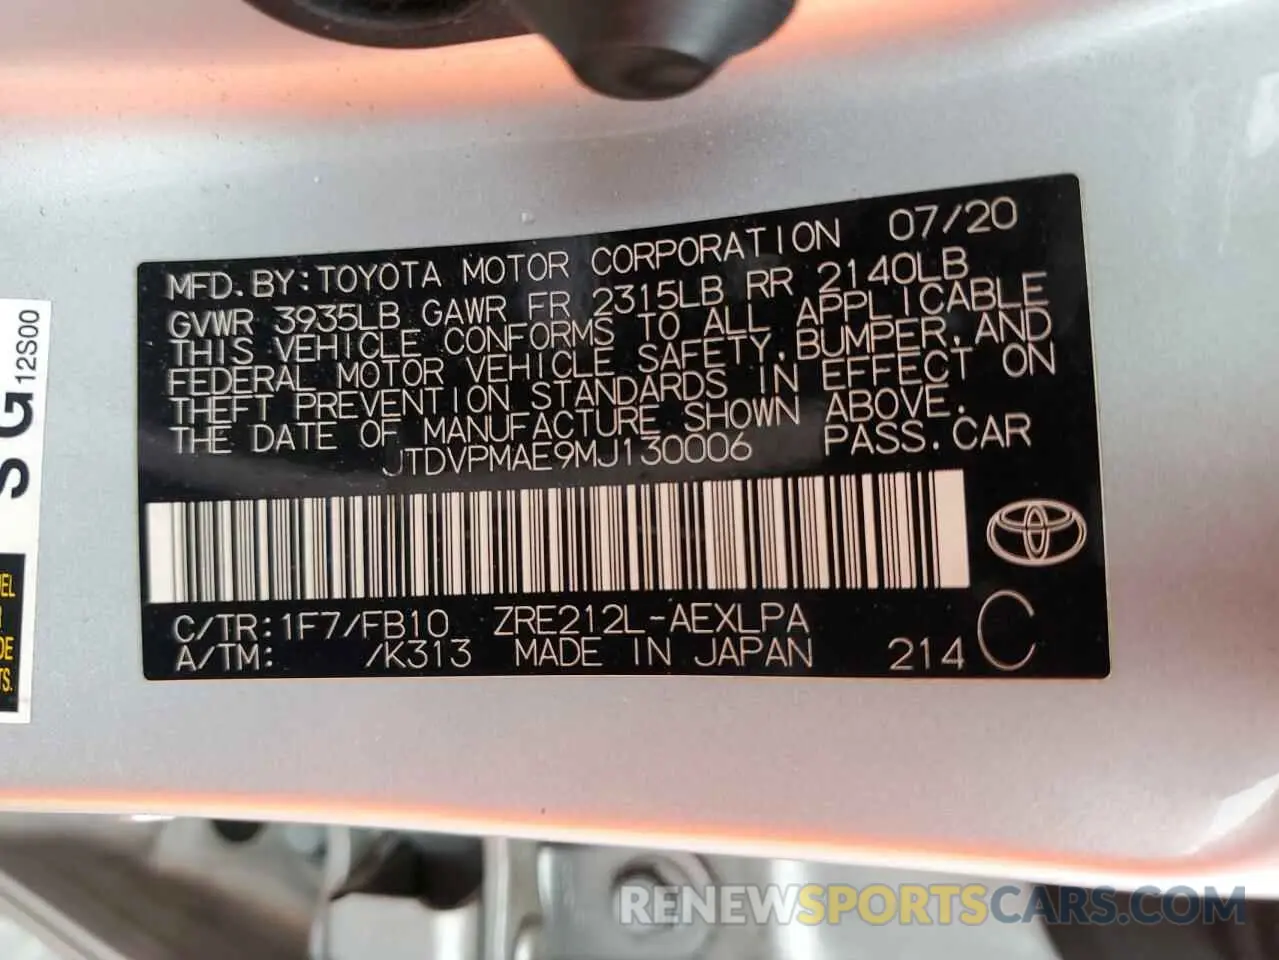 MFD.BY:TOYOTA MOTOR CORPORATION 07/20
GVWR 3935LB GAWR FR 2315LB RR 2140LB
THIS VEHICLE CONFORMS TO ALL APPLICABLE
FEDERAL MOTOR VEHICLE SAFETY,BUMPER,AND
THEFT PREVENTION STANDARDS IN EFFECT ON
THE DATE OF MANUFACTURE SHOWN ABOVE.
JTDVPMAE9MJ130006 PASS.CAR
C/TR:1F7/FB10 ZRE212L-AEXLPA
A/TM: /K313 MADE IN JAPAN 214 C
SG 12S00
RENEWSPORTSCARS.COM